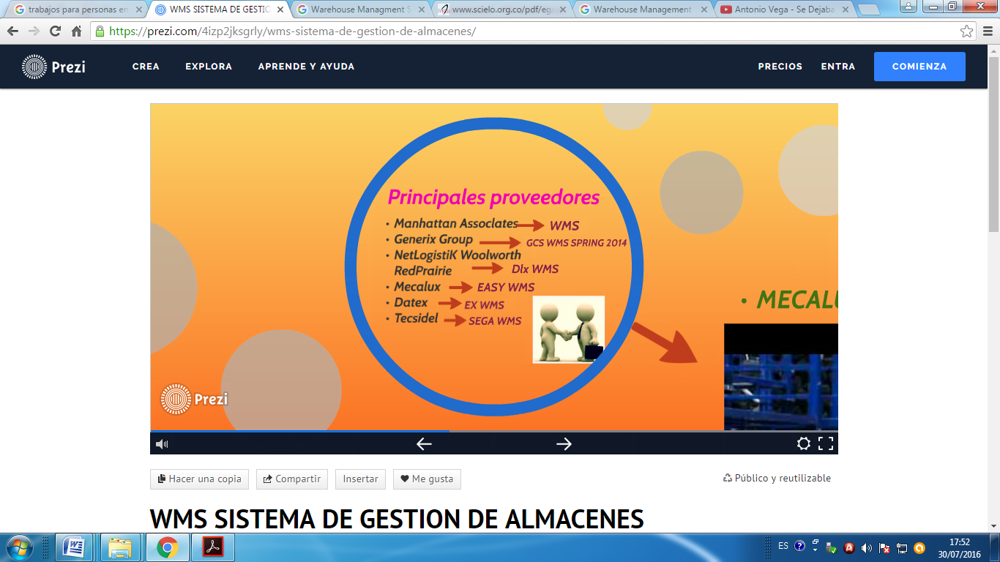 trabajos para personas en
WMS SISTEMA DE GESTIO
Warehouse Managment S
www.scielo.org.co/pdf/eg
Warehouse Management
Antonio Vega - Se Dejaba
https://prezi.com/4izp2jksgrly/wms-sistema-de-gestion-de-almacenes/
Prezi
CREA
EXPLORA
APRENDE Y AYUDA
PRECIOS
ENTRA
COMIENZA
Principales proveedores
• Manhattan Assoclates WMS
• Generix Group GCS WMS SPRING 2014
• NetLogistiK Woolworth
RedPrairie Dlx WMS
• Mecalux EASY WMS
• Datex EX WMS
• Tecsidel SEGA WMS
• MECALU
Prezi
Hacer una copia
Compartir
Insertar
Me gusta
Público y reutilizable
WMS SISTEMA DE GESTION DE ALMACENES
ES
17:52
30/07/2016